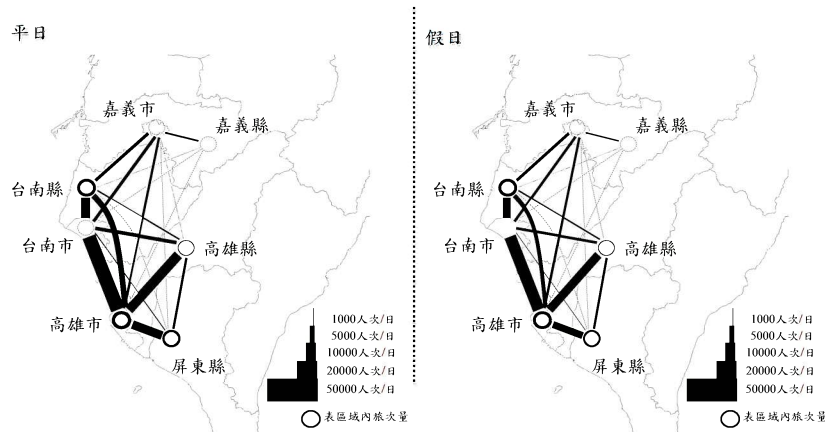 平日
嘉義市
嘉義縣
台南縣
台南市
高雄縣
高雄市
屏東縣
1000人次/日
5000人次/日
10000人次/日
20000人次/日
50000人次/日
表區域內旅次量
假日
嘉義市
嘉義縣
台南縣
台南市
高雄縣
高雄市
屏東縣
1000人次/日
5000人次/日
10000人次/日
20000人次/日
50000人次/日
表區域內旅次量